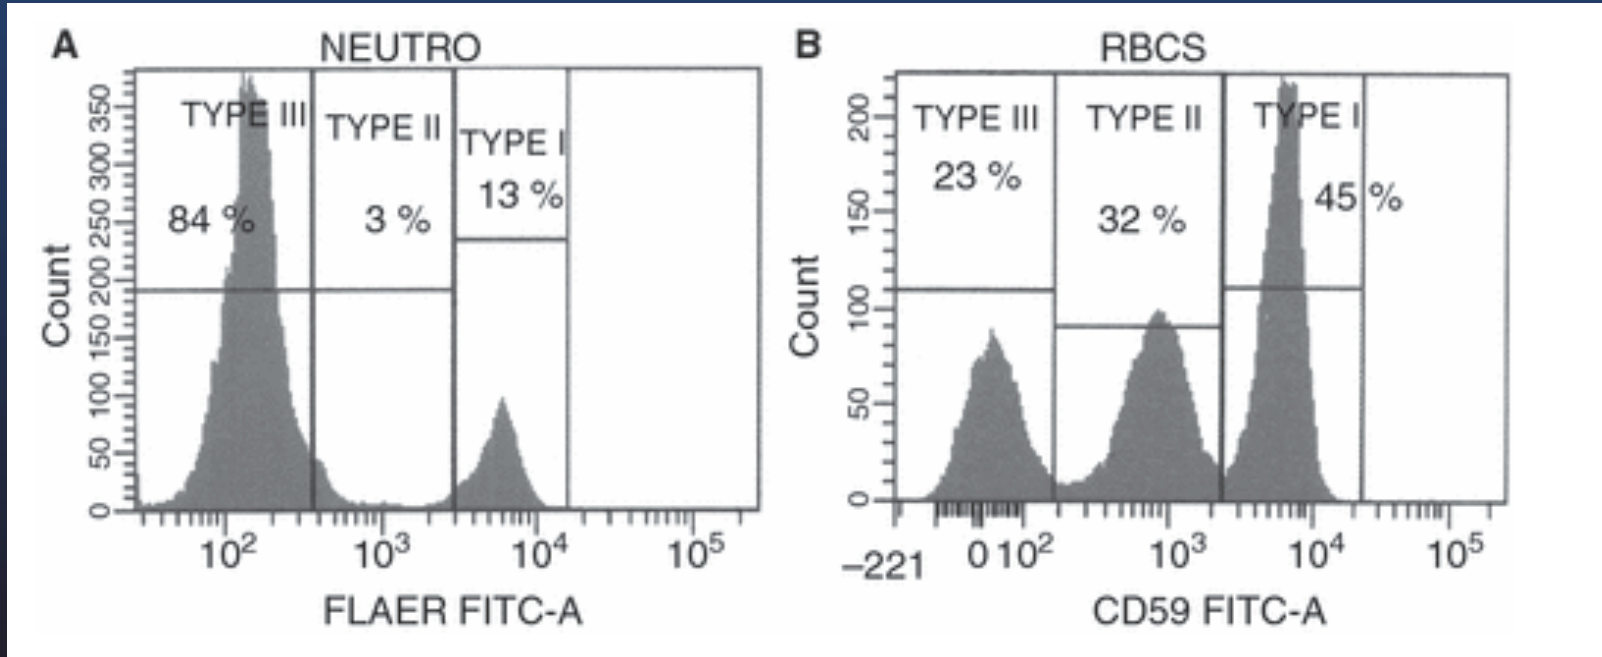 A
NEUTRO
TYPE III
TYPE II
TYPE I
84 %
3 %
13 %
Count
0
50
100
150
200
250
300
350
10²
10³
10⁴
10⁵
FLAER FITC-A
B
RBCS
TYPE III
TYPE II
TYPE I
23 %
32 %
45 %
Count
0
50
100
150
200
–221
0
10²
10³
10⁴
10⁵
CD59 FITC-A